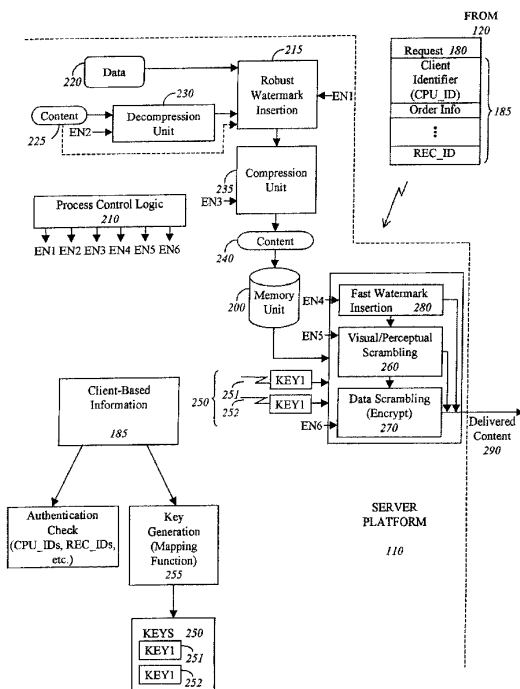 FROM
120
Request 180
Client
Identifier
(CPU_ID)
Order Info
REC_ID
185
215
220
Data
Robust
Watermark
Insertion
EN1
230
Content
225
EN2
Decompression
Unit
235
Compression
Unit
EN3
Process Control Logic
210
EN1 EN2 EN3 EN4 EN5 EN6
Content
240
200
Memory
Unit
EN4
Fast Watermark
Insertion 280
EN5
Visual/Perceptual
Scrambling
260
250
251
KEY1
252
KEY1
Data Scrambling
(Encrypt)
270
EN6
Delivered
Content
290
Client-Based
Information
185
SERVER
PLATFORM
110
Authentication
Check
(CPU_IDs, REC_IDs,
etc.)
Key
Generation
(Mapping
Function)
255
KEYS 250
KEY1
251
KEY1
252